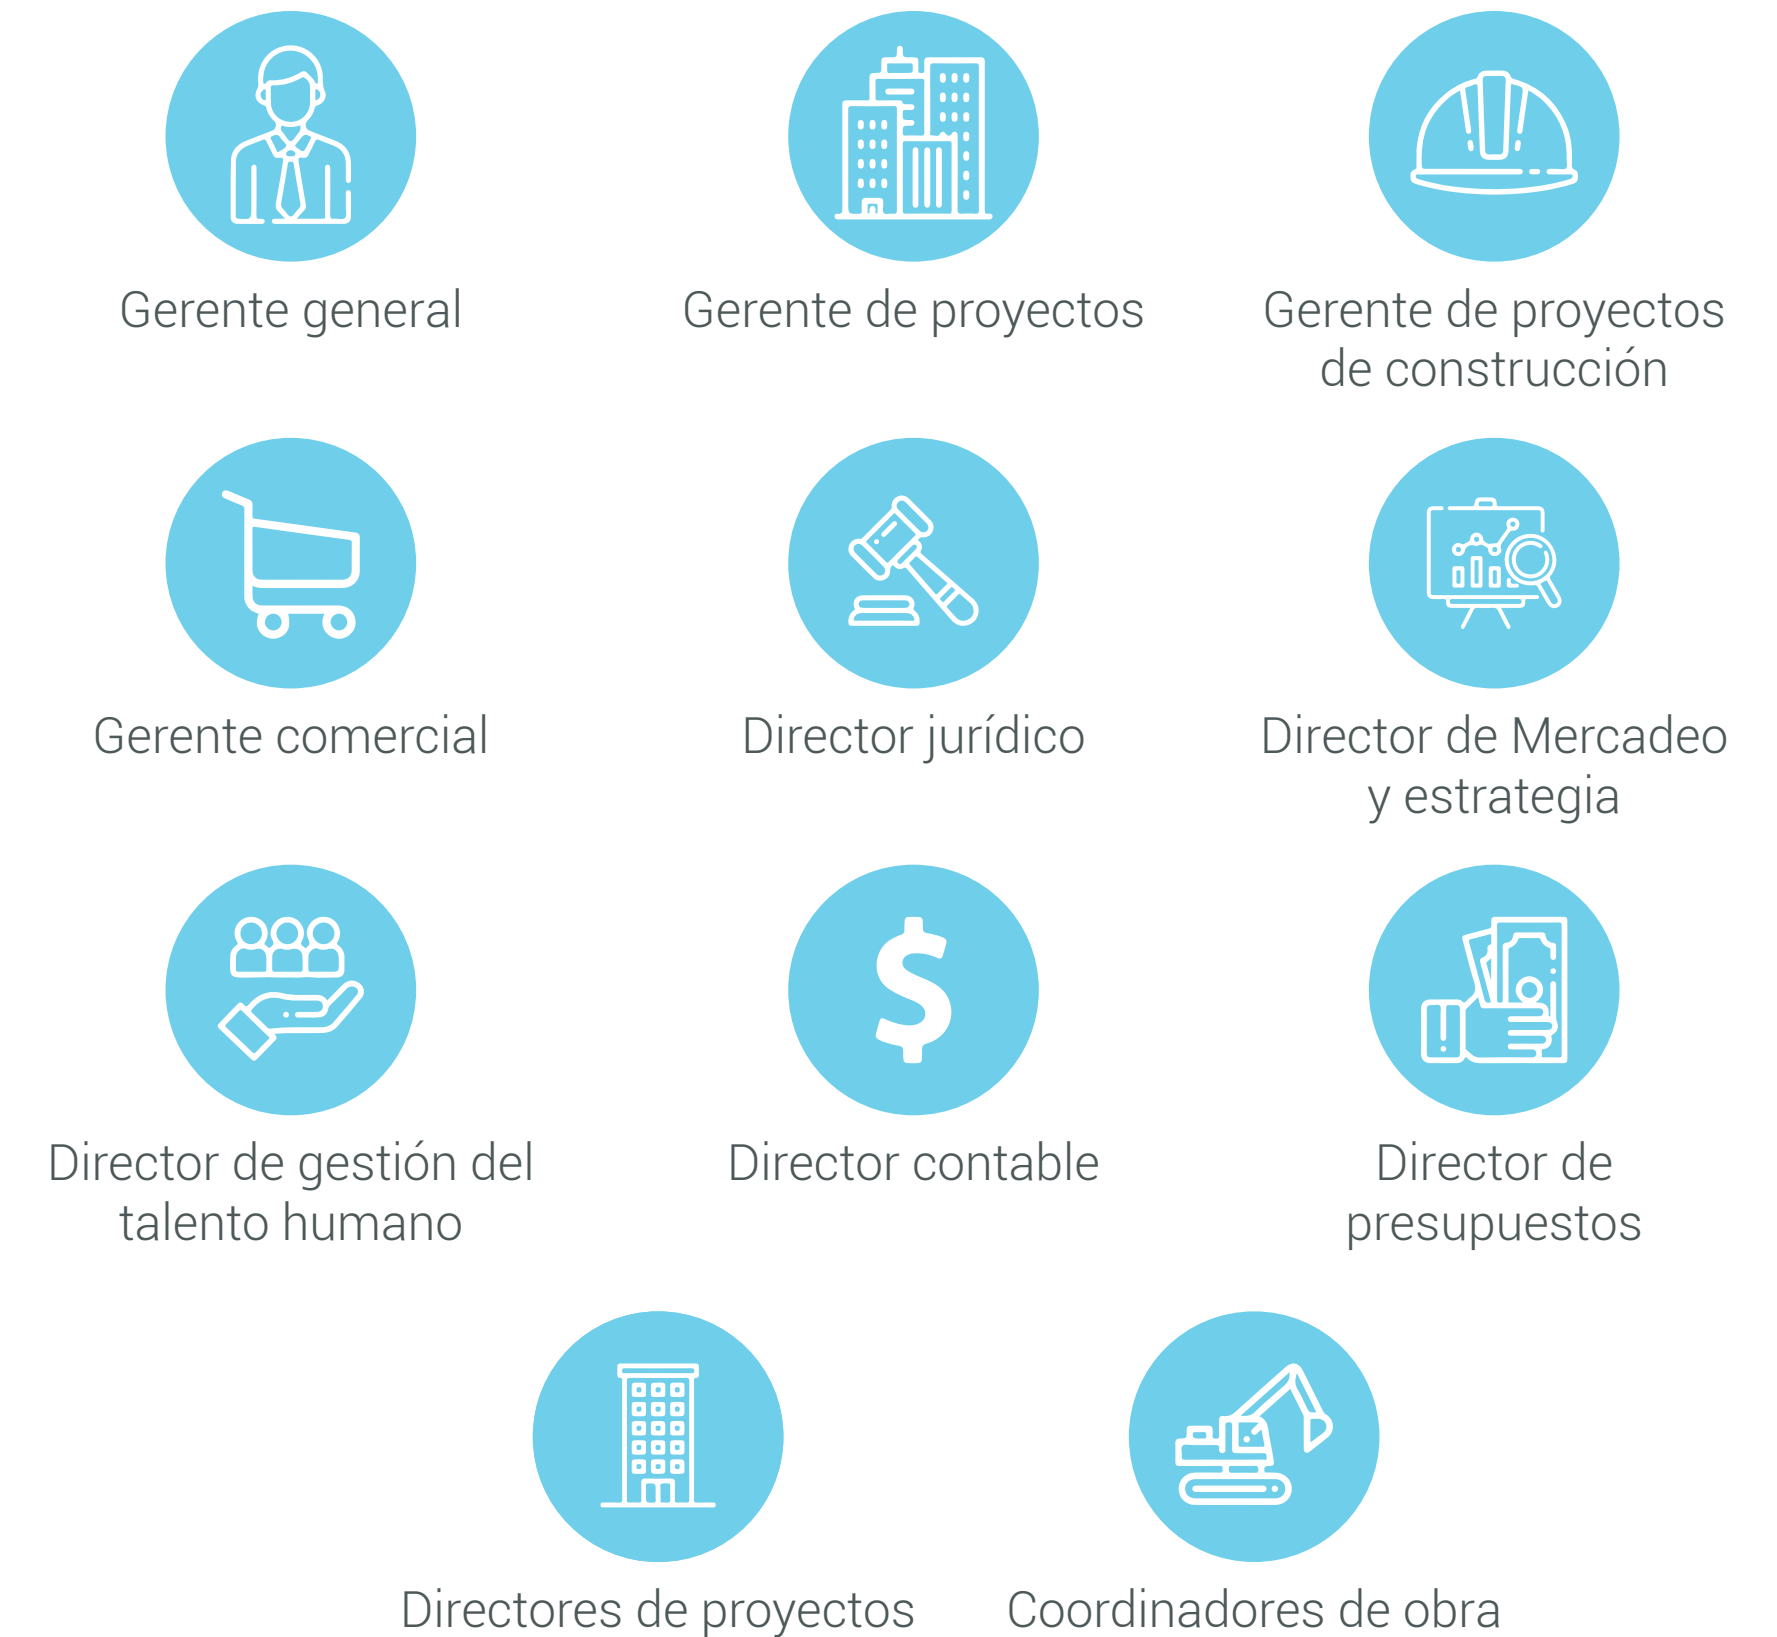 Gerente general
Gerente de proyectos
Gerente de proyectos
de construcción
Gerente comercial
Director jurídico
Director de Mercadeo
y estrategia
Director de gestión del
talento humano
Director contable
Director de
presupuestos
Directores de proyectos
Coordinadores de obra